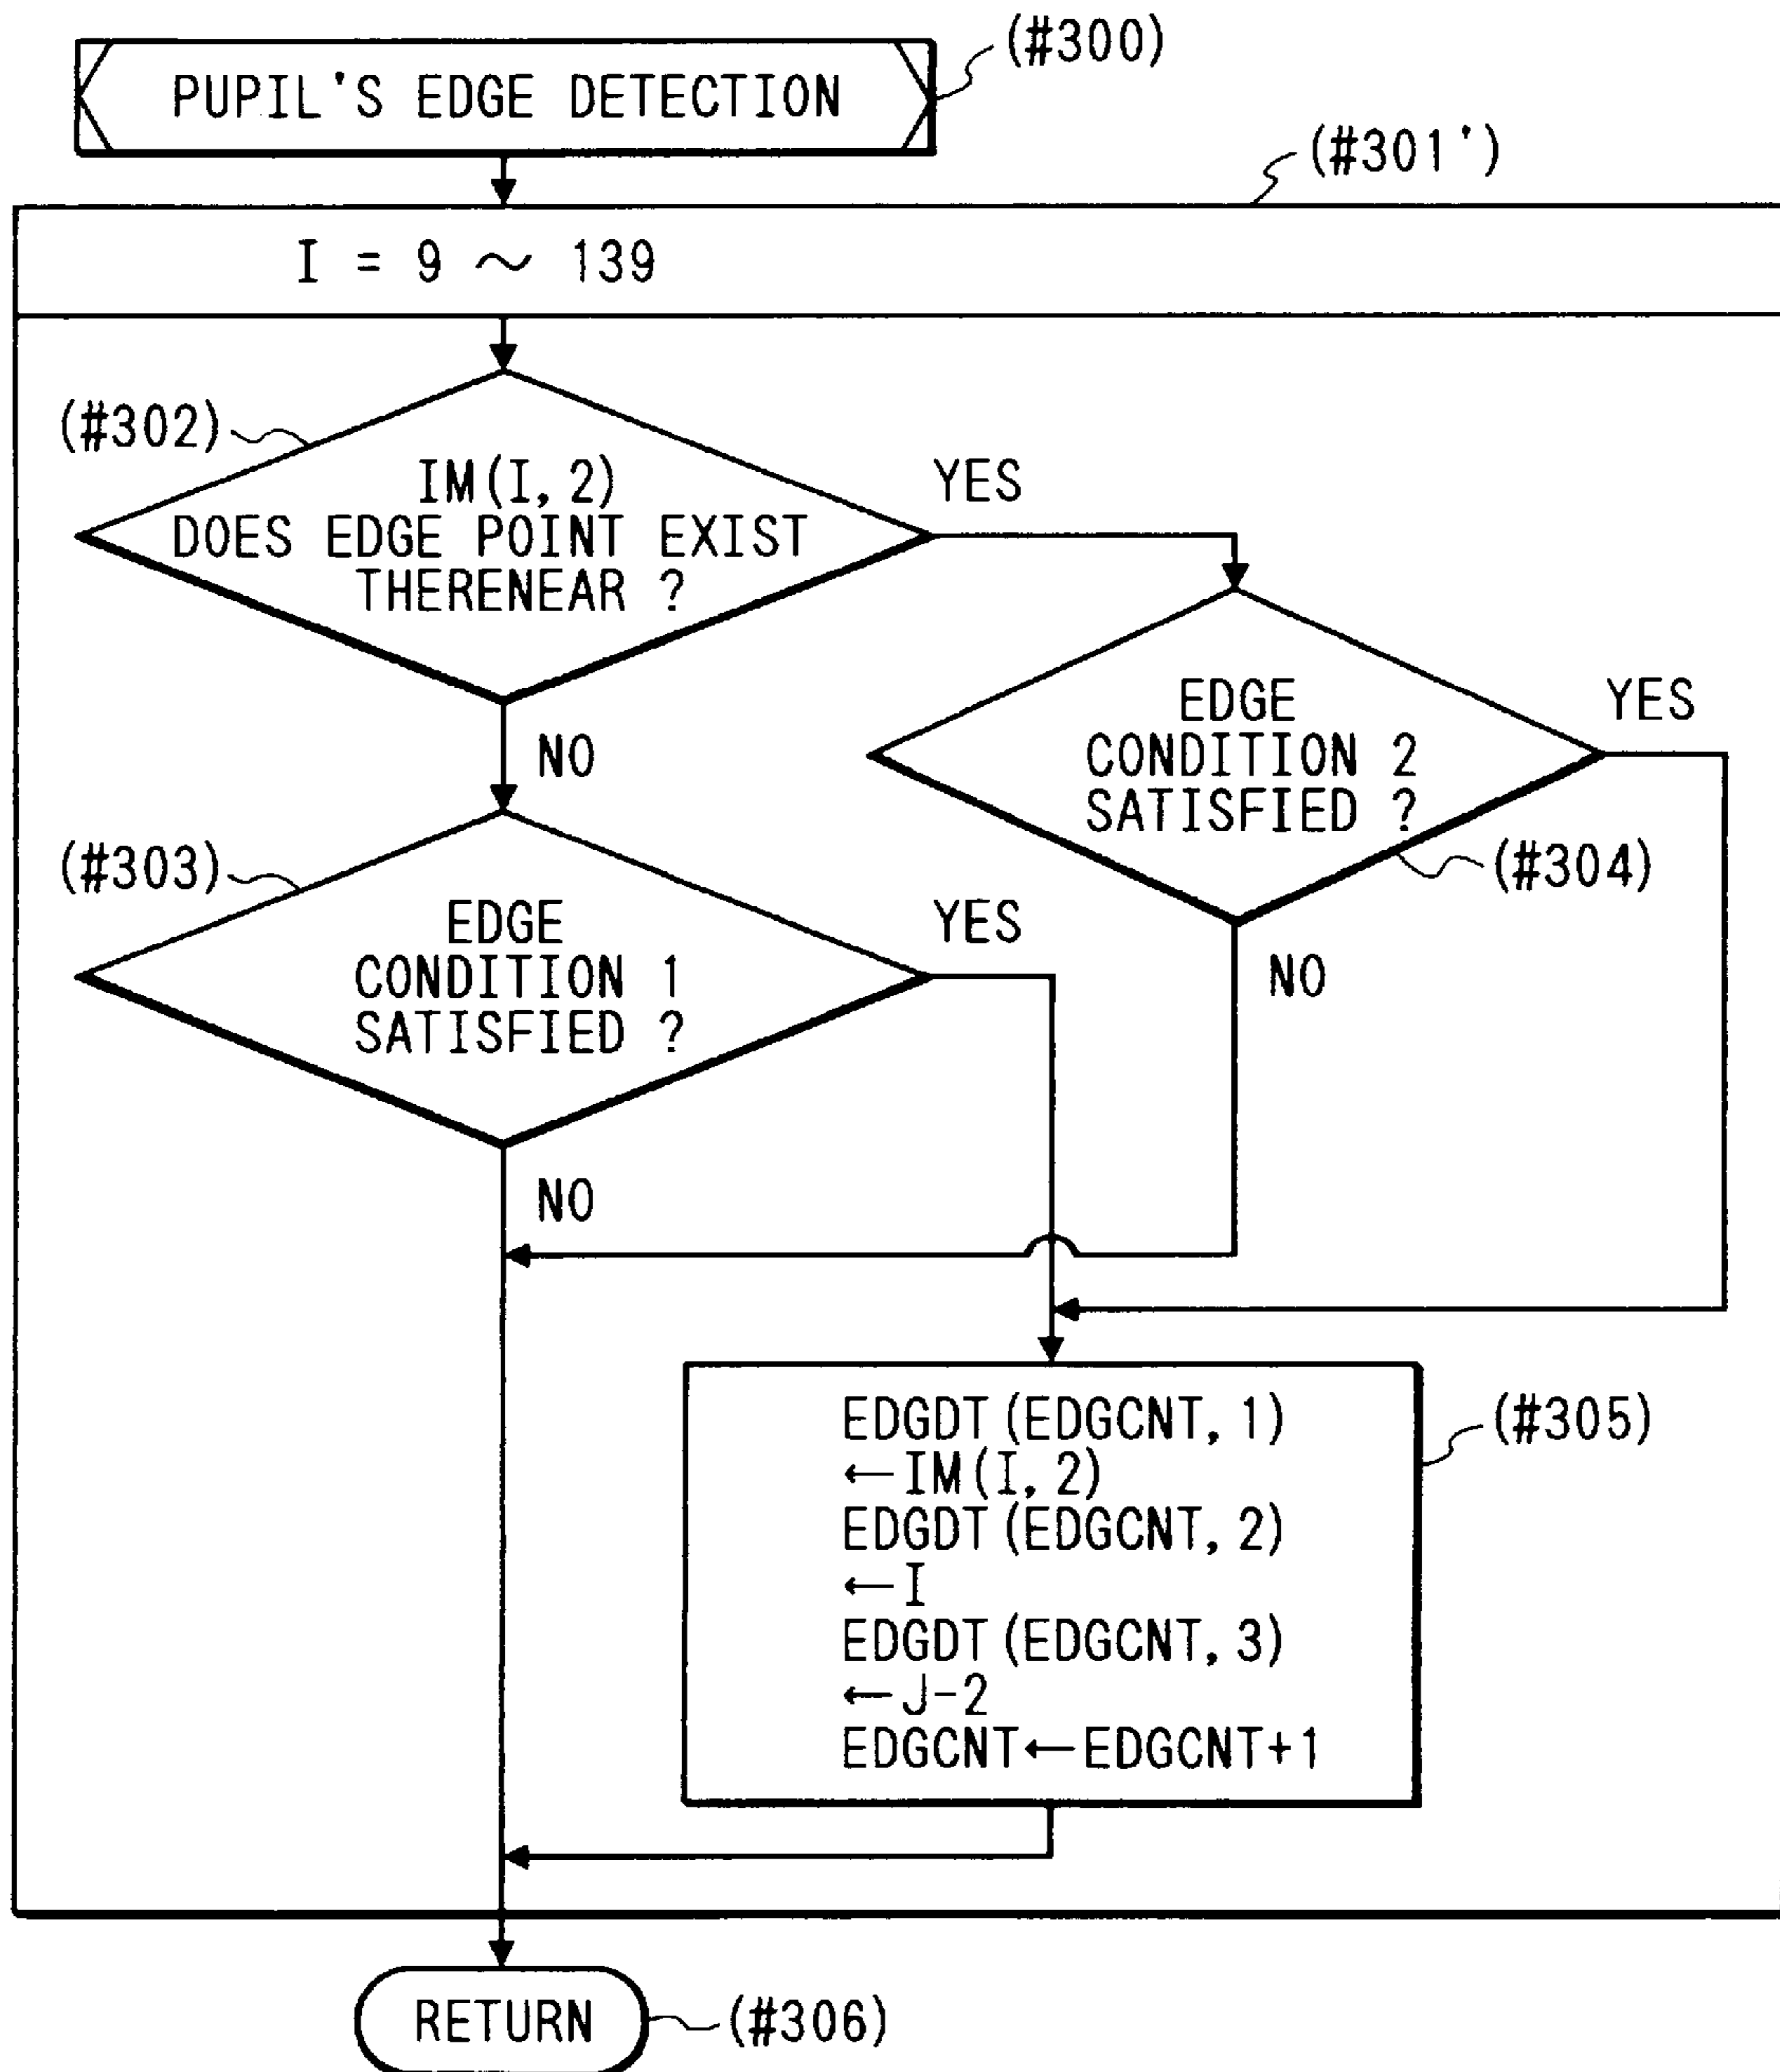 PUPIL'S EDGE DETECTION
(#300)
(#301')
I = 9 ~ 139
(#302)
IM(I, 2)
DOES EDGE POINT EXIST
THERENEAR ?
YES
NO
EDGE
CONDITION 2
SATISFIED ?
YES
(#304)
NO
(#303)
EDGE
CONDITION 1
SATISFIED ?
YES
NO
EDGDT(EDGCNT, 1)
←IM(I, 2)
EDGDT(EDGCNT, 2)
←I
EDGDT(EDGCNT, 3)
←J-2
EDGCNT←EDGCNT+1
(#305)
RETURN
(#306)